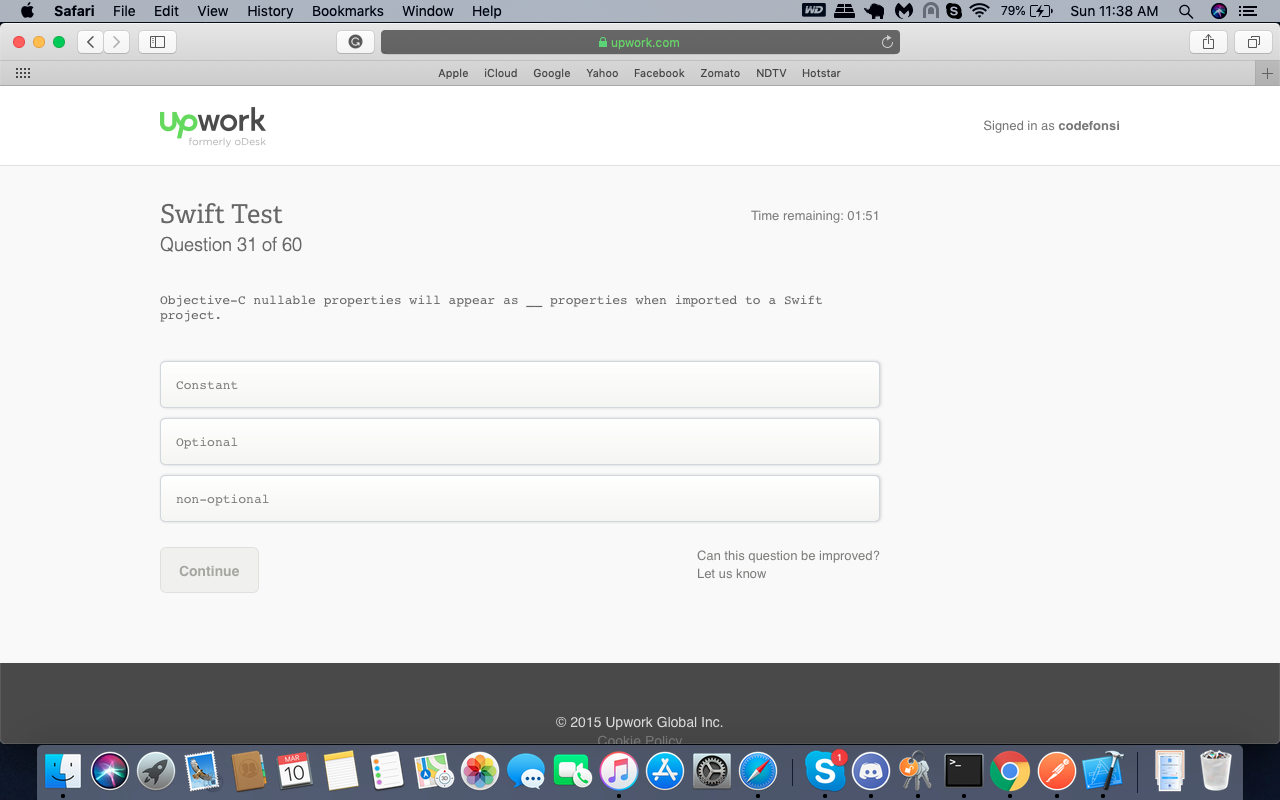 Safari File Edit View History Bookmarks Window Help WD S 79% Sun 11:38 AM
G upwork.com
Apple iCloud Google Yahoo Facebook Zomato NDTV Hotstar
upwork
formerly oDesk
Signed in as codefonsi
Swift Test
Time remaining: 01:51
Question 31 of 60
Objective-C nullable properties will appear as __ properties when imported to a Swift
project.
Constant
Optional
non-optional
Continue
Can this question be improved?
Let us know
© 2015 Upwork Global Inc.
Cookie Policy
MAR
10
S 1
>_